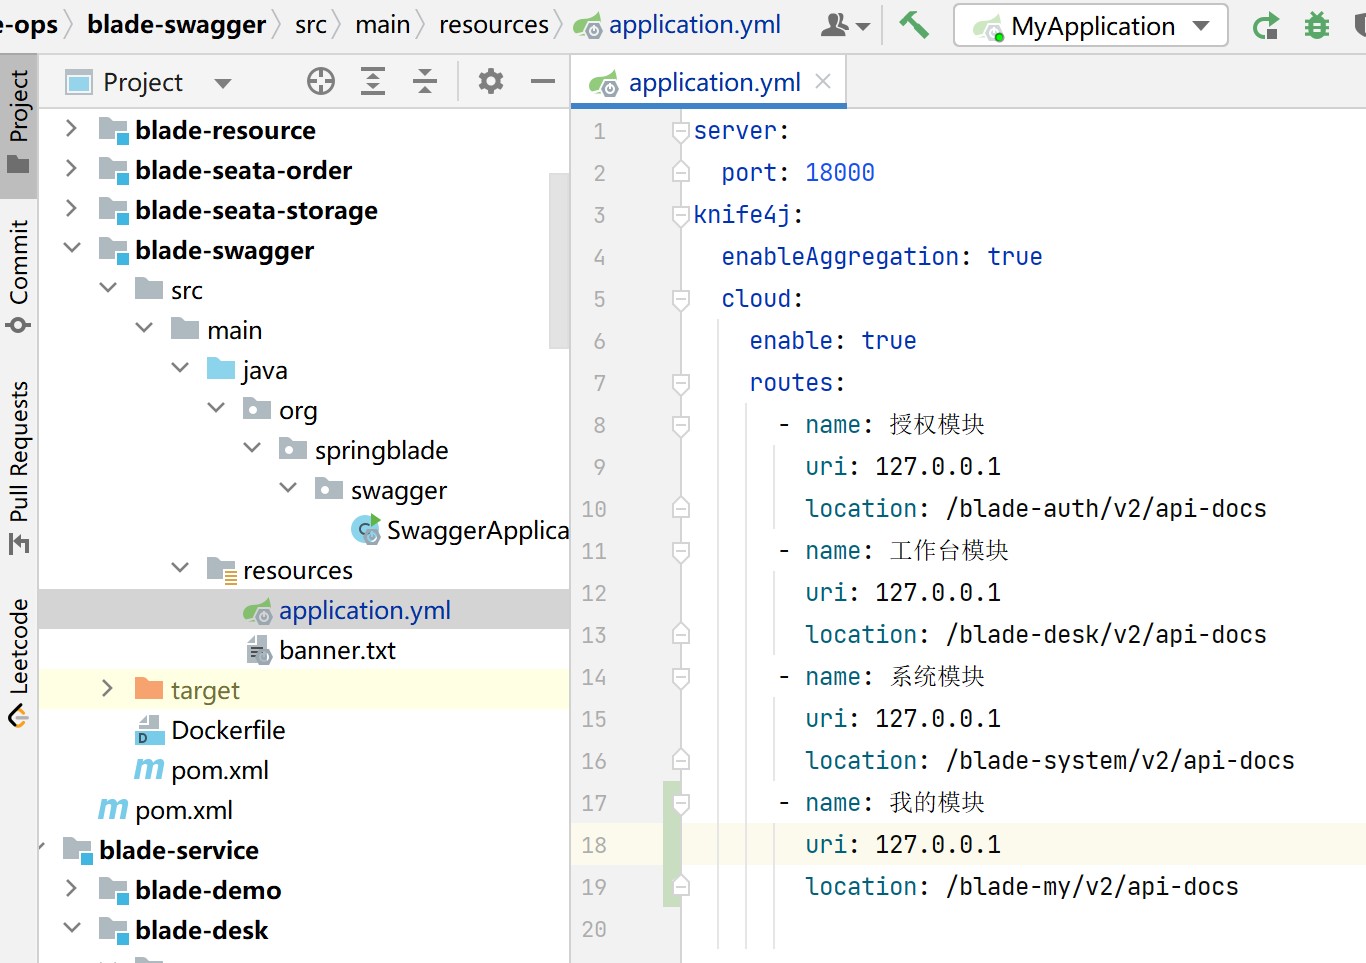 e-ops blade-swagger src main resources application.yml MyApplication
Project
Commit
Pull Requests
Leetcode
Project
blade-resource
blade-seata-order
blade-seata-storage
blade-swagger
src
main
java
org
springblade
swagger
SwaggerApplica
resources
application.yml
banner.txt
target
Dockerfile
pom.xml
pom.xml
blade-service
blade-demo
blade-desk
application.yml
1 server:
2 port: 18000
3 knife4j:
4 enableAggregation: true
5 cloud:
6 enable: true
7 routes:
8 - name: 授权模块
9 uri: 127.0.0.1
10 location: /blade-auth/v2/api-docs
11 - name: 工作台模块
12 uri: 127.0.0.1
13 location: /blade-desk/v2/api-docs
14 - name: 系统模块
15 uri: 127.0.0.1
16 location: /blade-system/v2/api-docs
17 - name: 我的模块
18 uri: 127.0.0.1
19 location: /blade-my/v2/api-docs
20